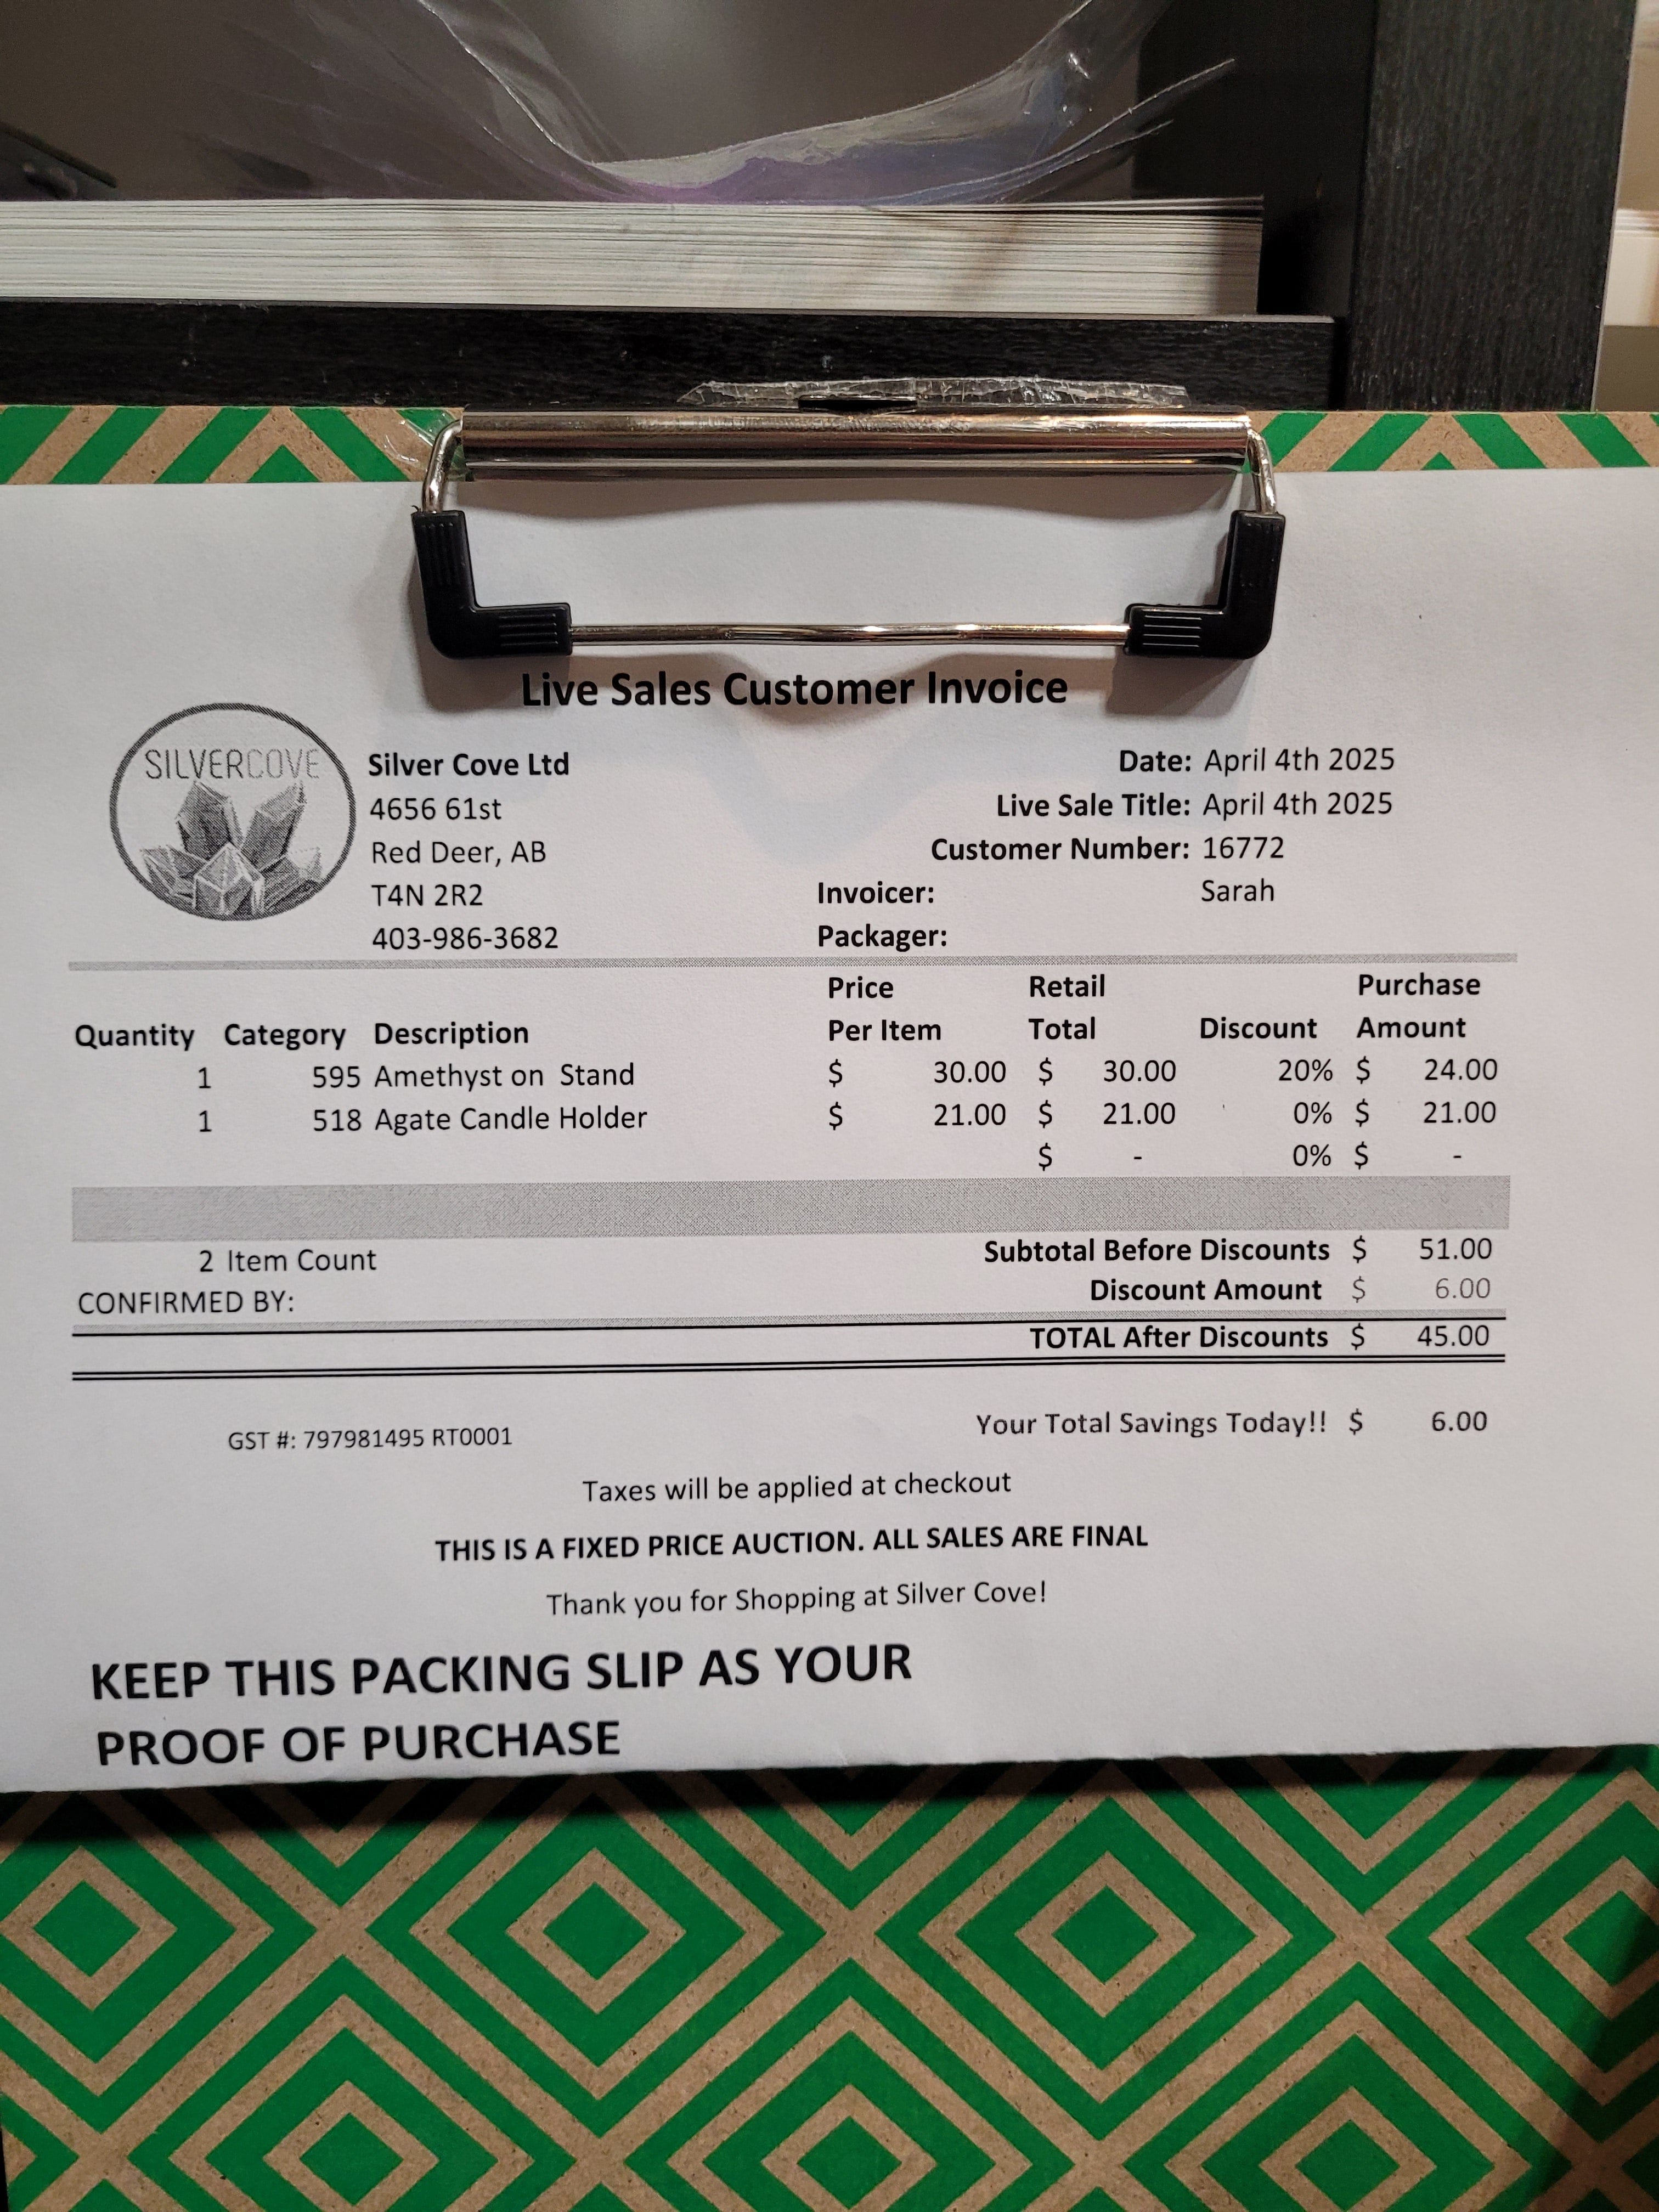 Live Sales Customer Invoice
SILVERCOVE
Silver Cove Ltd
4656 61st
Red Deer, AB
T4N 2R2
403-986-3682
Date: April 4th 2025
Live Sale Title: April 4th 2025
Customer Number: 16772
Invoicer: Sarah
Packager:
Quantity Category Description Price Per Item Retail Total Discount Purchase Amount
1 595 Amethyst on Stand $ 30.00 $ 30.00 20% $ 24.00
1 518 Agate Candle Holder $ 21.00 $ 21.00 0% $ 21.00
$ - 0% $ -
2 Item Count Subtotal Before Discounts $ 51.00
CONFIRMED BY: Discount Amount $ 6.00
TOTAL After Discounts $ 45.00
GST #: 797981495 RT0001 Your Total Savings Today!! $ 6.00
Taxes will be applied at checkout
THIS IS A FIXED PRICE AUCTION. ALL SALES ARE FINAL
Thank you for Shopping at Silver Cove!
KEEP THIS PACKING SLIP AS YOUR
PROOF OF PURCHASE